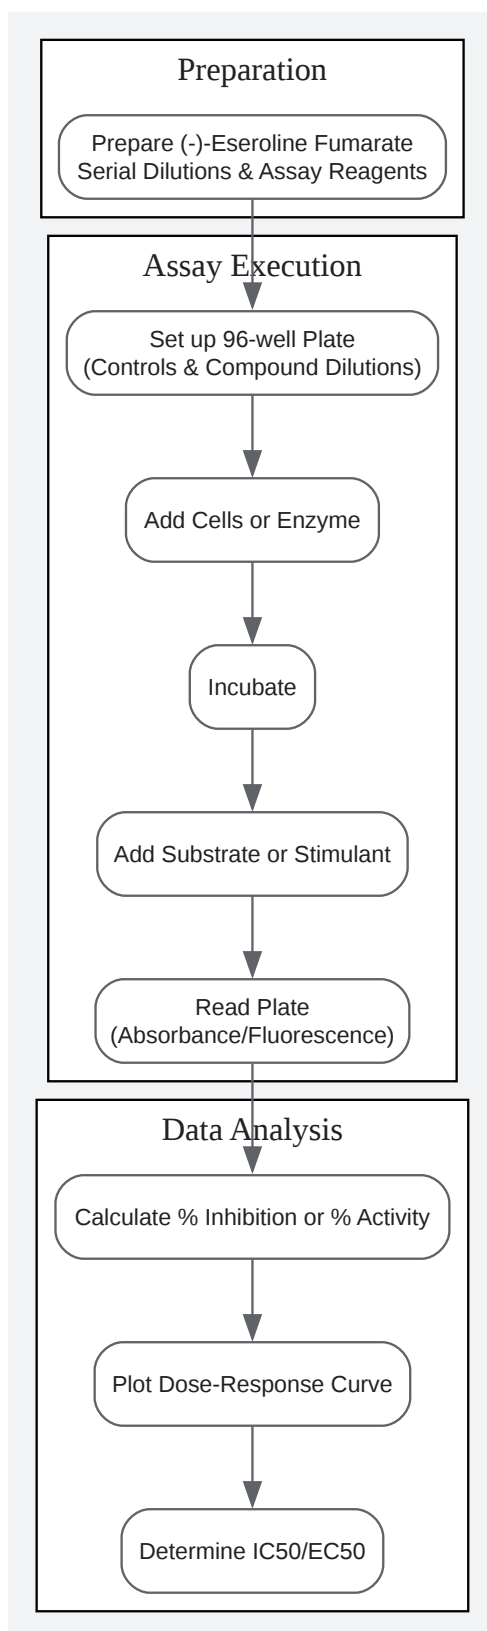 Preparation
Prepare (-)-Eseroline Fumarate
Serial Dilutions & Assay Reagents
Assay Execution
Set up 96-well Plate
(Controls & Compound Dilutions)
Add Cells or Enzyme
Incubate
Add Substrate or Stimulant
Read Plate
(Absorbance/Fluorescence)
Data Analysis
Calculate % Inhibition or % Activity
Plot Dose-Response Curve
Determine IC50/EC50